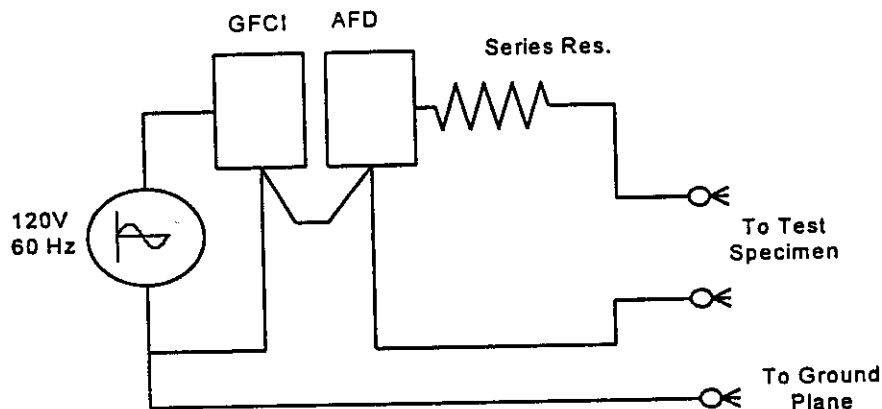 GFCI
AFD
Series Res.
120V
60 Hz
To Test
Specimen
To Ground
Plane